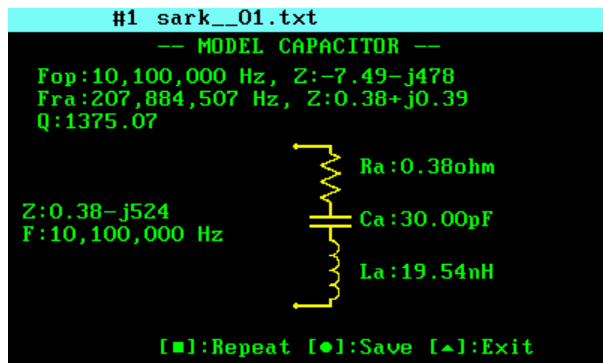 #1 sark__01.txt
-- MODEL CAPACITOR --
Fop:10,100,000 Hz, Z:-7.49-j478
Fra:207,884,507 Hz, Z:0.38+j0.39
Q:1375.07
Ra:0.38ohm
Z:0.38-j524
F:10,100,000 Hz
Ca:30.00pF
La:19.54nH
[■]:Repeat [●]:Save [▲]:Exit